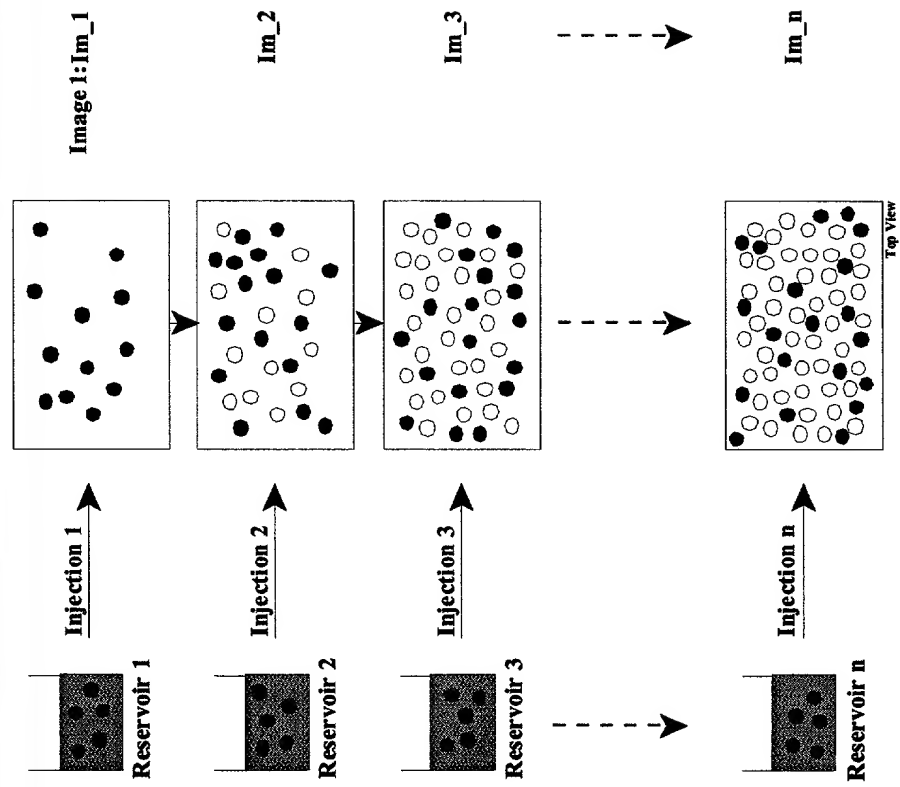 Image 1:Im_1
Im_2
Im_3
Im_n
Top View
Injection 1
Injection 2
Injection 3
Injection n
Reservoir 1
Reservoir 2
Reservoir 3
Reservoir n